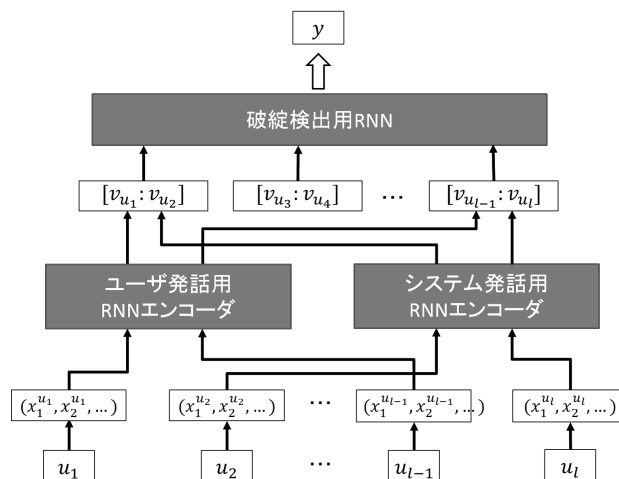 y
破綻検出用RNN
[v_{u_1}: v_{u_2}] [v_{u_3}: v_{u_4}] … [v_{u_{l-1}}: v_{u_l}]
ユーザ発話用
RNNエンコーダ
システム発話用
RNNエンコーダ
(x_1^{u_1}, x_2^{u_1}, …) (x_1^{u_2}, x_2^{u_2}, …) … (x_1^{u_{l-1}}, x_2^{u_{l-1}}, …) (x_1^{u_l}, x_2^{u_l}, …)
u_1 u_2 … u_{l-1} u_l